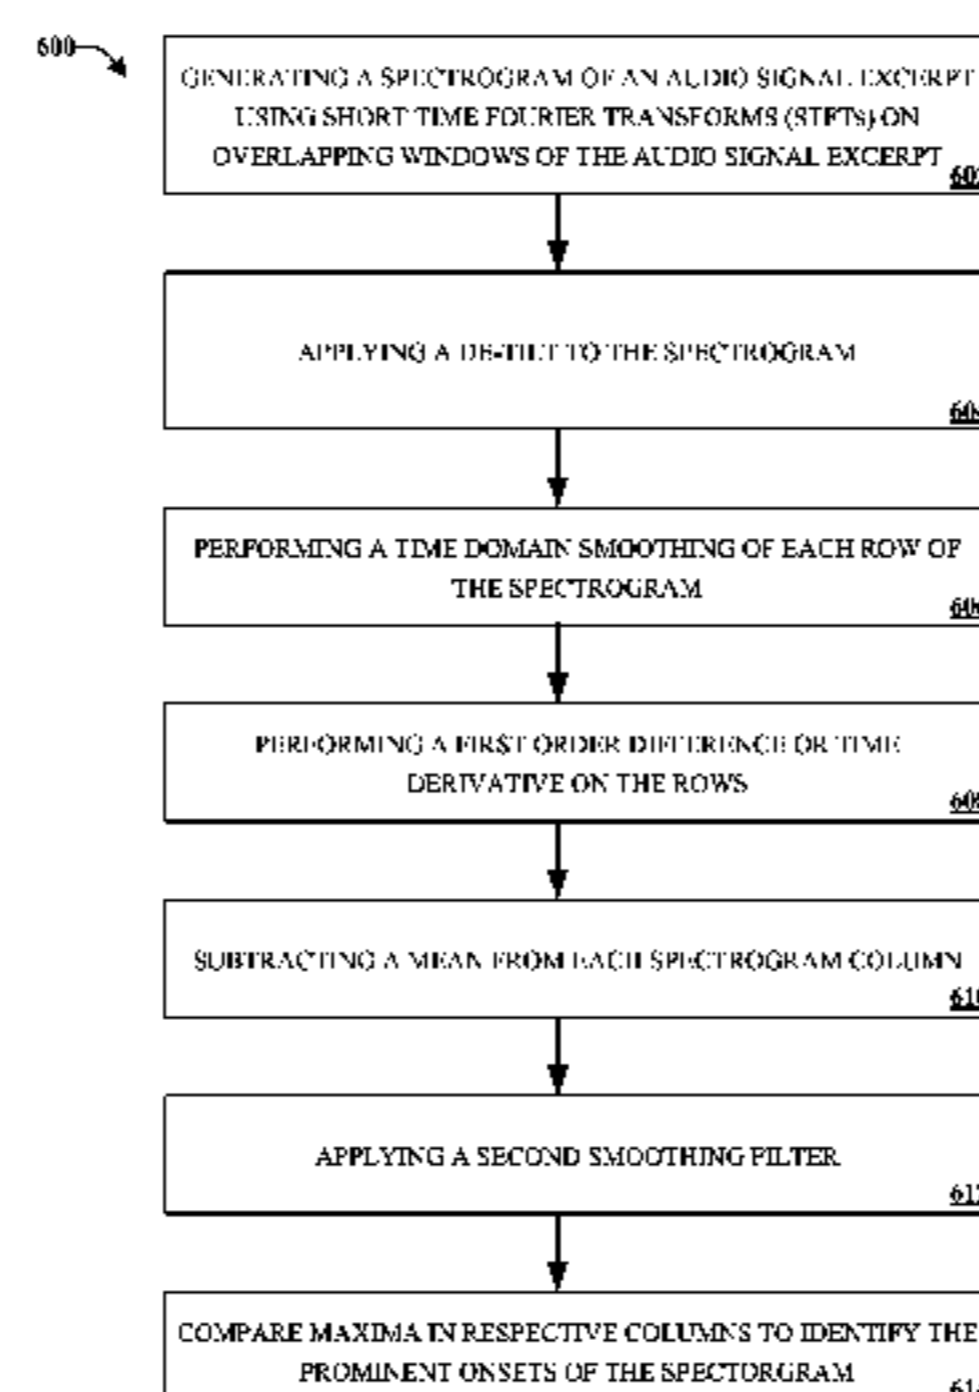 600
GENERATING A SPECTROGRAM OF AN AUDIO SIGNAL EXCERPT
USING SHORT TIME FOURIER TRANSFORMS (STFTs) ON
OVERLAPPING WINDOWS OF THE AUDIO SIGNAL EXCERPT
APPLYING A DE-TILT TO THE SPECTROGRAM
PERFORMING A TIME DOMAIN SMOOTHING OF EACH ROW OF
THE SPECTROGRAM
PERFORMING A FIRST ORDER DIFFERENCE OR TIME
DERIVATIVE ON THE ROWS
SUBTRACTING A MEAN FROM EACH SPECTROGRAM COLUMN
APPLYING A SECOND SMOOTHING FILTER
COMPARE MAXIMA IN RESPECTIVE COLUMNS TO IDENTIFY THE
PROMINENT ONSETS OF THE SPECTORGRAM